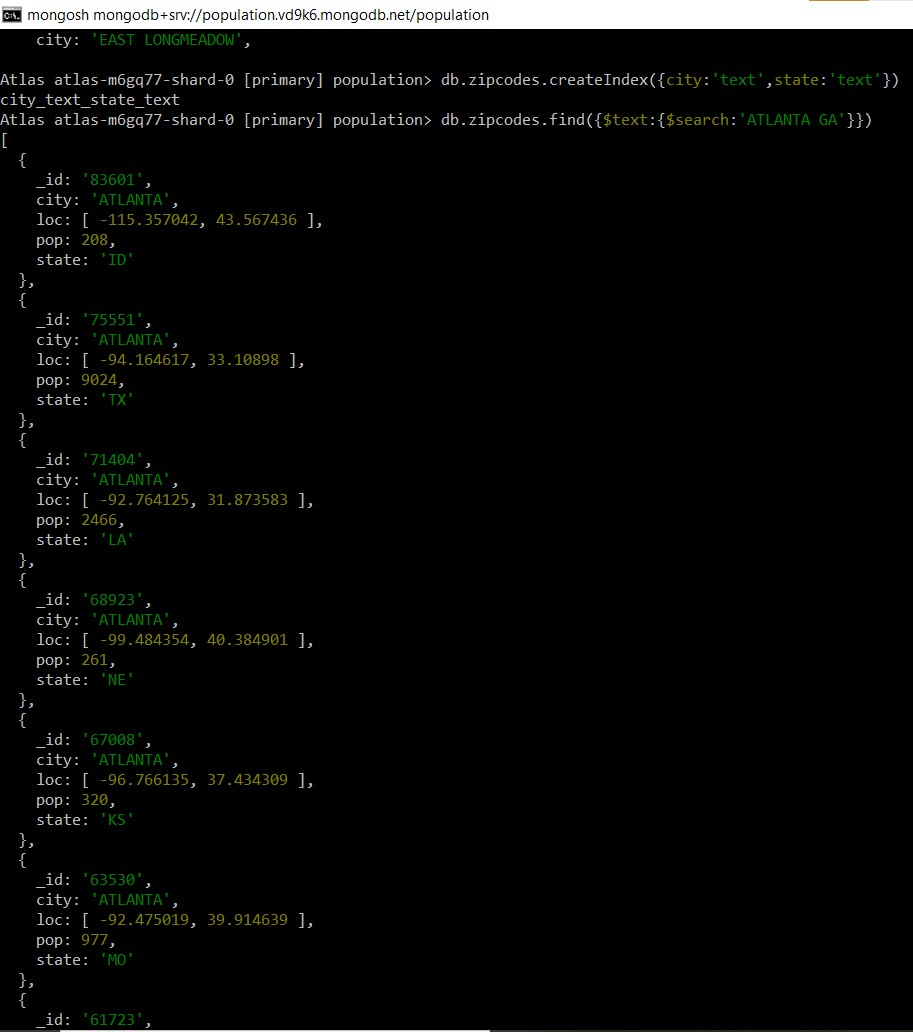 mongosh mongodb+srv://population.vd9k6.mongodb.net/population
city: 'EAST LONGMEADOW',
Atlas atlas-m6gq77-shard-0 [primary] population> db.zipcodes.createIndex({city:'text',state:'text'})
city_text_state_text
Atlas atlas-m6gq77-shard-0 [primary] population> db.zipcodes.find({$text:{$search:'ATLANTA GA'}})
[
  {
    _id: '83601',
    city: 'ATLANTA',
    loc: [ -115.357042, 43.567436 ],
    pop: 208,
    state: 'ID'
  },
  {
    _id: '75551',
    city: 'ATLANTA',
    loc: [ -94.164617, 33.10898 ],
    pop: 9024,
    state: 'TX'
  },
  {
    _id: '71404',
    city: 'ATLANTA',
    loc: [ -92.764125, 31.873583 ],
    pop: 2466,
    state: 'LA'
  },
  {
    _id: '68923',
    city: 'ATLANTA',
    loc: [ -99.484354, 40.384901 ],
    pop: 261,
    state: 'NE'
  },
  {
    _id: '67008',
    city: 'ATLANTA',
    loc: [ -96.766135, 37.434309 ],
    pop: 320,
    state: 'KS'
  },
  {
    _id: '63530',
    city: 'ATLANTA',
    loc: [ -92.475019, 39.914639 ],
    pop: 977,
    state: 'MO'
  },
  {
    _id: '61723',